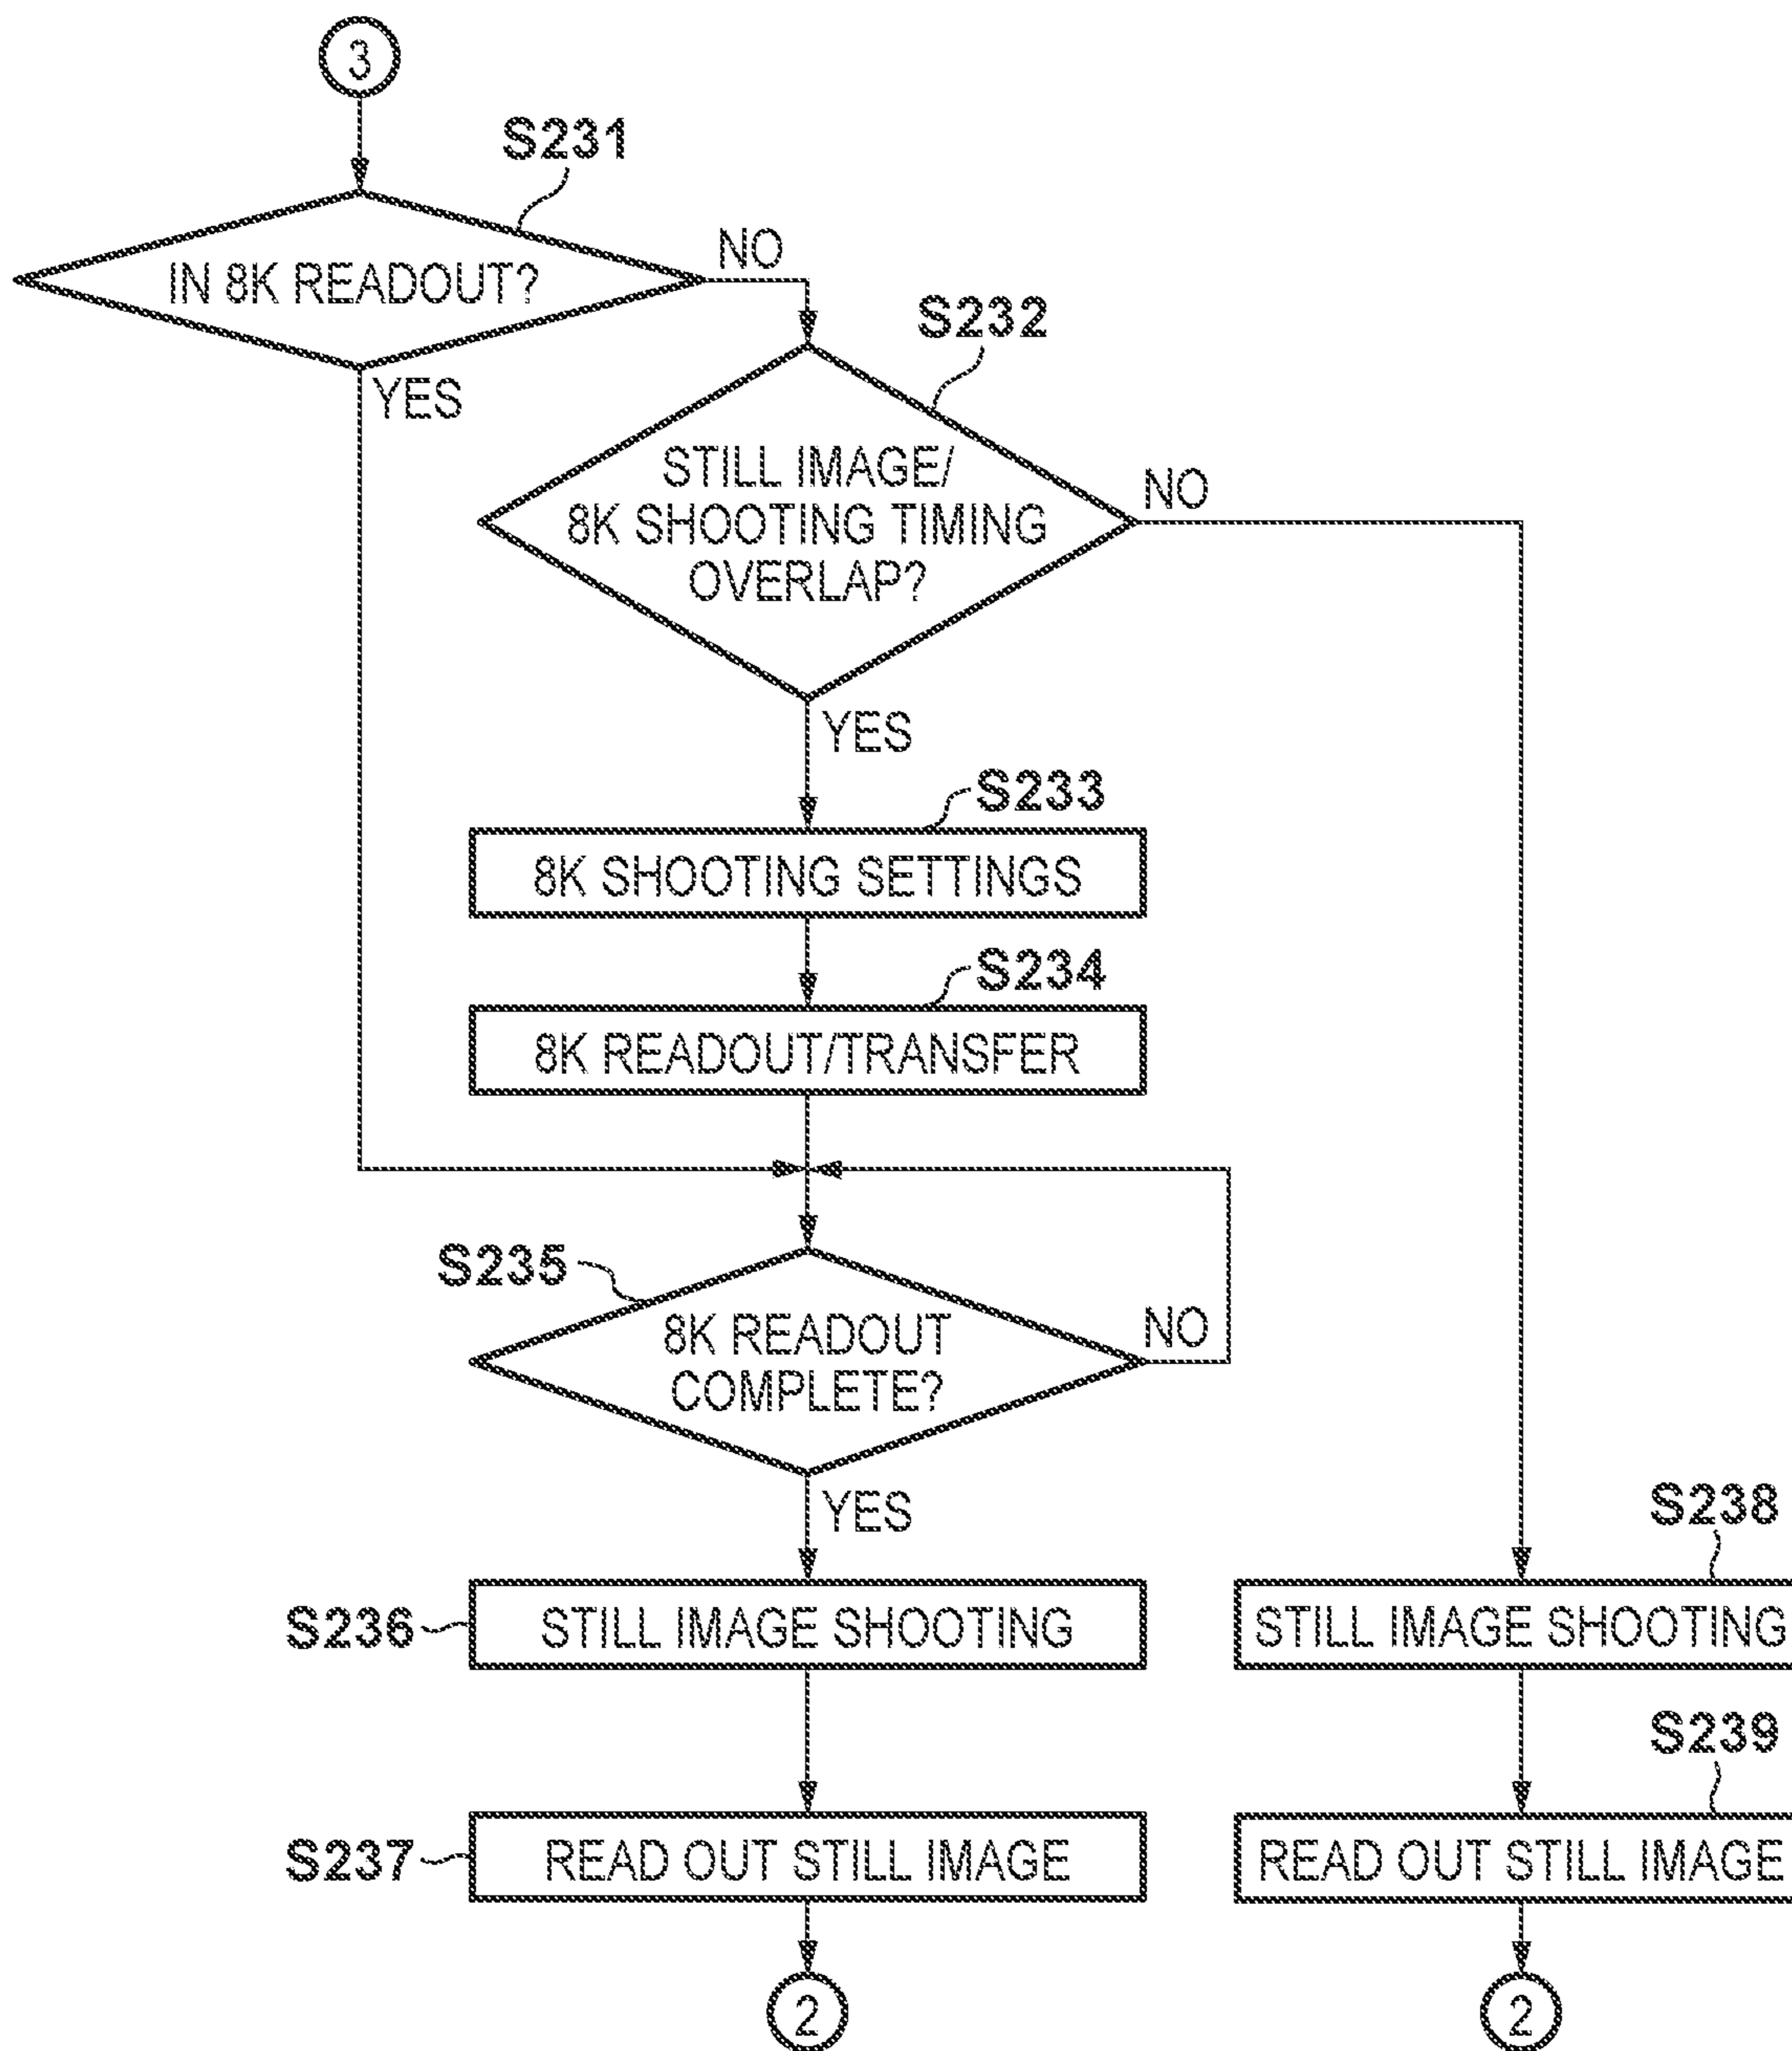 3
S231
IN 8K READOUT?
NO
YES
S232
STILL IMAGE/
8K SHOOTING TIMING
OVERLAP?
NO
YES
S233
8K SHOOTING SETTINGS
S234
8K READOUT/TRANSFER
S235
8K READOUT
COMPLETE?
NO
YES
S236
STILL IMAGE SHOOTING
S238
STILL IMAGE SHOOTING
S237
READ OUT STILL IMAGE
S239
READ OUT STILL IMAGE
2
2